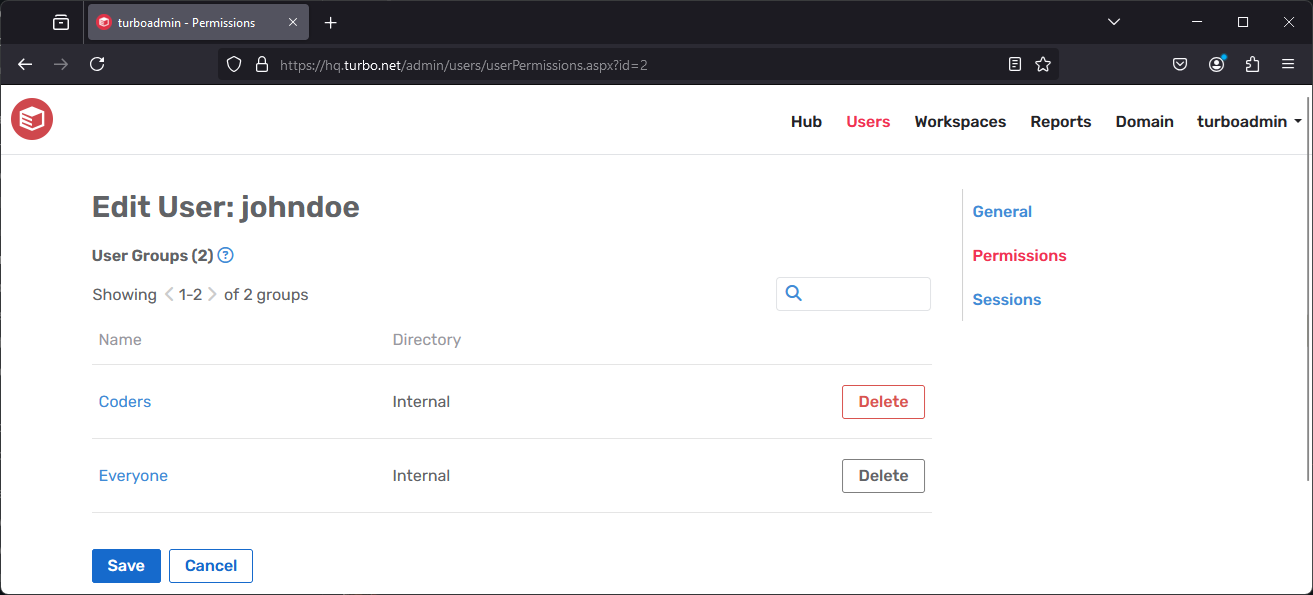 turboadmin - Permissions
https://hq.turbo.net/admin/users/userPermissions.aspx?id=2
Hub Users Workspaces Reports Domain turboadmin
Edit User: johndoe
User Groups (2) ?
Showing 1-2 of 2 groups
Name Directory
Coders Internal Delete
Everyone Internal Delete
Save Cancel
General
Permissions
Sessions